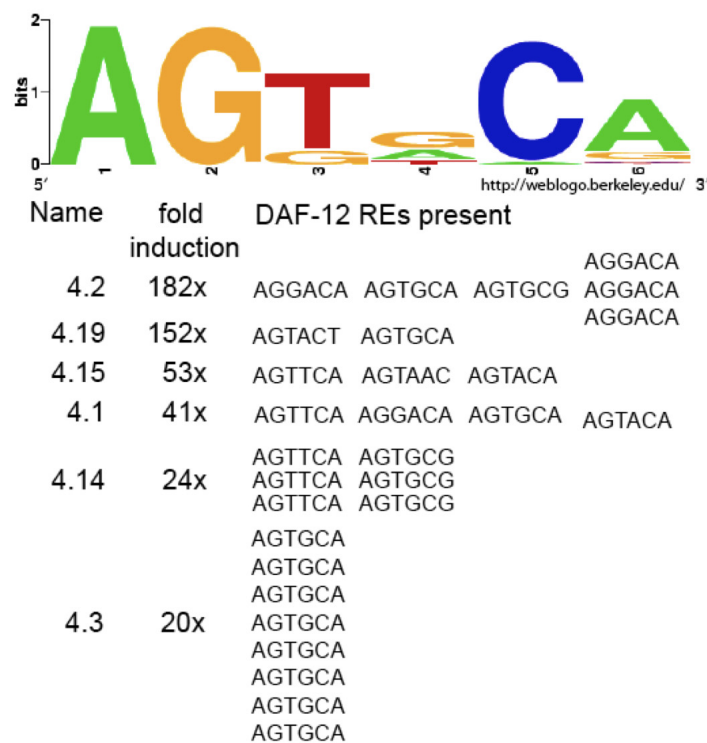 2
bits
1
0
AGTGCA
GAGA
T
1 2 3 4 5 6
5′ http://weblogo.berkeley.edu/ 3′
Name fold induction DAF-12 REs present
4.2 182x AGGACA AGTGCA AGTGCG AGGACA
AGGACA
AGGACA
4.19 152x AGTACT AGTGCA
4.15 53x AGTTCA AGTAAC AGTACA
4.1 41x AGTTCA AGGACA AGTGCA AGTACA
4.14 24x AGTTCA AGTGCG
AGTTCA AGTGCG
AGTTCA AGTGCG
4.3 20x AGTGCA
AGTGCA
AGTGCA
AGTGCA
AGTGCA
AGTGCA
AGTGCA
AGTGCA